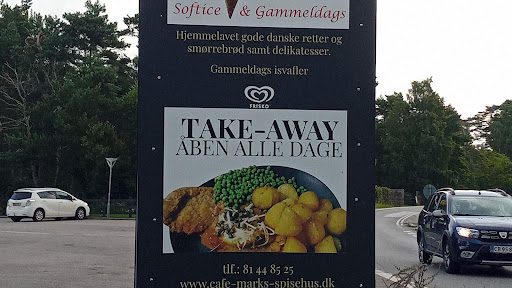 Softice & Gammeldags
Hjemmelavet gode danske retter og
smørrebrød samt delikatesser.
Gammeldags isvafler
FRISKO
TAKE-AWAY
ÅBEN ALLE DAGE
tlf.: 81 44 85 25
www.cafe-marks-spisehus.dk